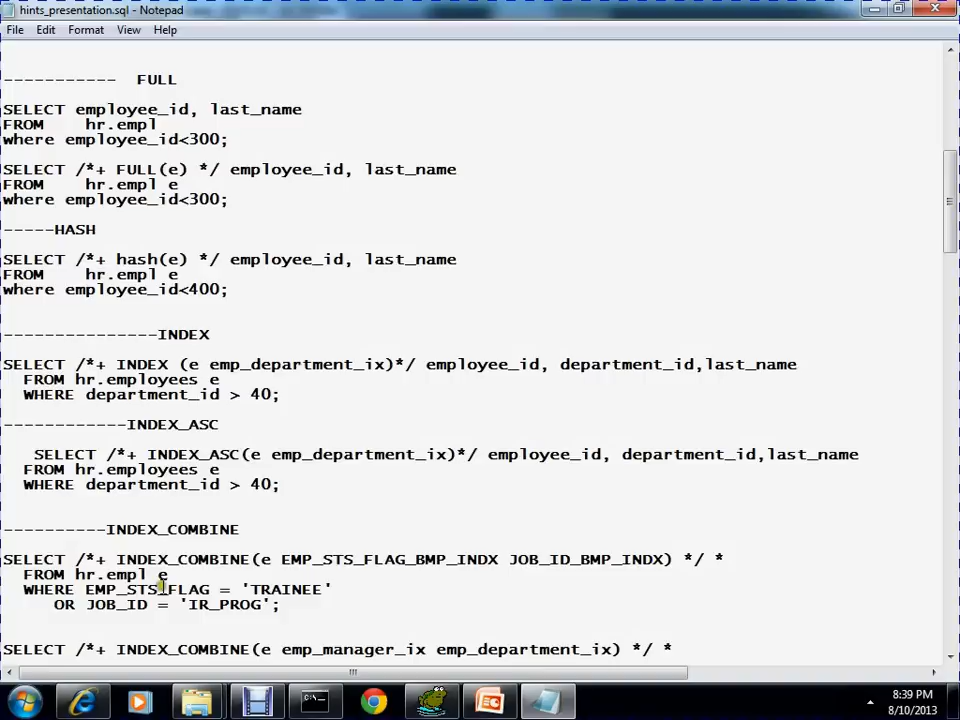 hints_presentation.sql - Notepad
File Edit Format View Help
----------- FULL
SELECT employee_id, last_name
FROM hr.empl
where employee_id<300;
SELECT /*+ FULL(e) */ employee_id, last_name
FROM hr.empl e
where employee_id<300;
-----HASH
SELECT /*+ hash(e) */ employee_id, last_name
FROM hr.empl e
where employee_id<400;
---------------INDEX
SELECT /*+ INDEX (e emp_department_ix)*/ employee_id, department_id,last_name
FROM hr.employees e
WHERE department_id > 40;
------------INDEX_ASC
SELECT /*+ INDEX_ASC(e emp_department_ix)*/ employee_id, department_id,last_name
FROM hr.employees e
WHERE department_id > 40;
----------INDEX_COMBINE
SELECT /*+ INDEX_COMBINE(e EMP_STS_FLAG_BMP_INDX JOB_ID_BMP_INDX) */ *
FROM hr.empl e
WHERE EMP_STS_FLAG = 'TRAINEE'
OR JOB_ID = 'IR_PROG';
SELECT /*+ INDEX_COMBINE(e emp_manager_ix emp_department_ix) */ *
8:39 PM
8/10/2013